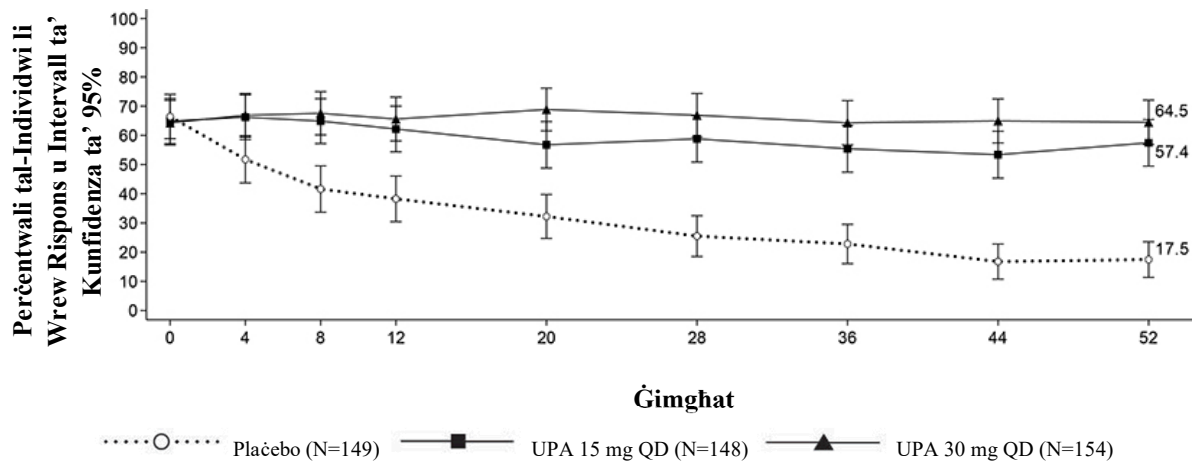 Perċentwali tal-Individwi li
Wrew Rispons u Intervall ta'
Kunfidenza ta' 95%
100
90
80
70
60
50
40
30
20
10
0
64.5
57.4
17.5
0 4 8 12 20 28 36 44 52
Ġimgħat
Plaċebo (N=149) UPA 15 mg QD (N=148) UPA 30 mg QD (N=154)